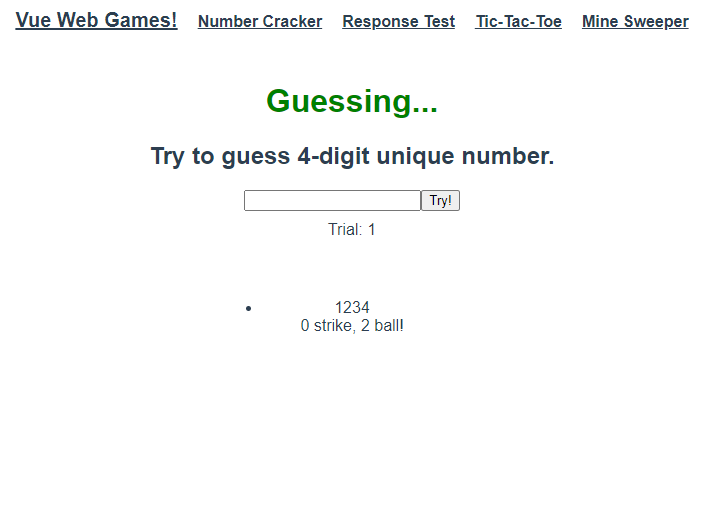 Vue Web Games! Number Cracker Response Test Tic-Tac-Toe Mine Sweeper
Guessing...
Try to guess 4-digit unique number.
Try!
Trial: 1
1234
0 strike, 2 ball!